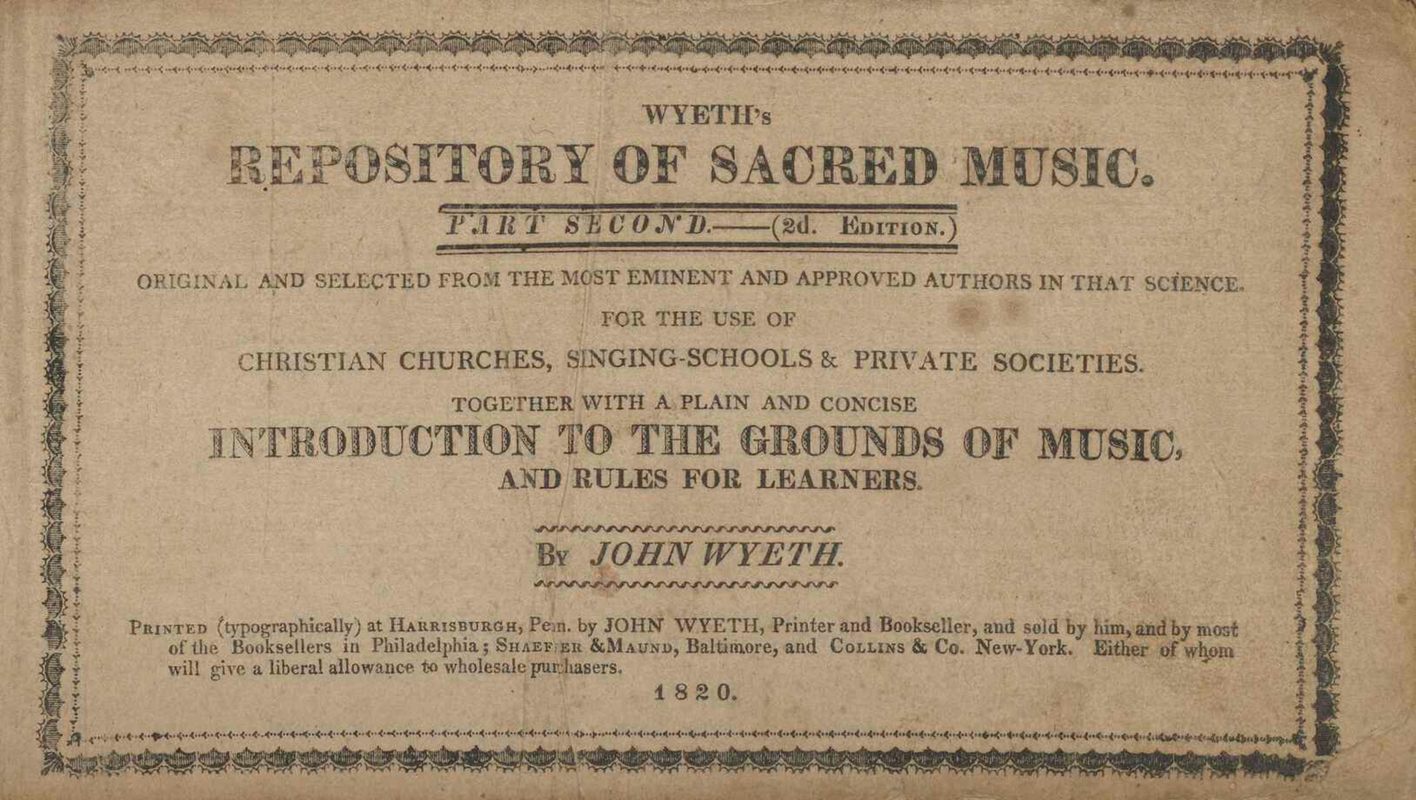 WYETH's
REPOSITORY OF SACRED MUSIC.
PART SECOND.——(2d. EDITION.)
ORIGINAL AND SELECTED FROM THE MOST EMINENT AND APPROVED AUTHORS IN THAT SCIENCE.
FOR THE USE OF
CHRISTIAN CHURCHES, SINGING-SCHOOLS & PRIVATE SOCIETIES.
TOGETHER WITH A PLAIN AND CONCISE
INTRODUCTION TO THE GROUNDS OF MUSIC,
AND RULES FOR LEARNERS.
By JOHN WYETH.
PRINTED (typographically) at HARRISBURGH, Penn. by JOHN WYETH, Printer and Bookseller, and sold by him, and by most
of the Booksellers in Philadelphia; SHAEFFER & MAUND, Baltimore, and COLLINS & Co. New-York. Either of whom
will give a liberal allowance to wholesale purchasers.
1820.